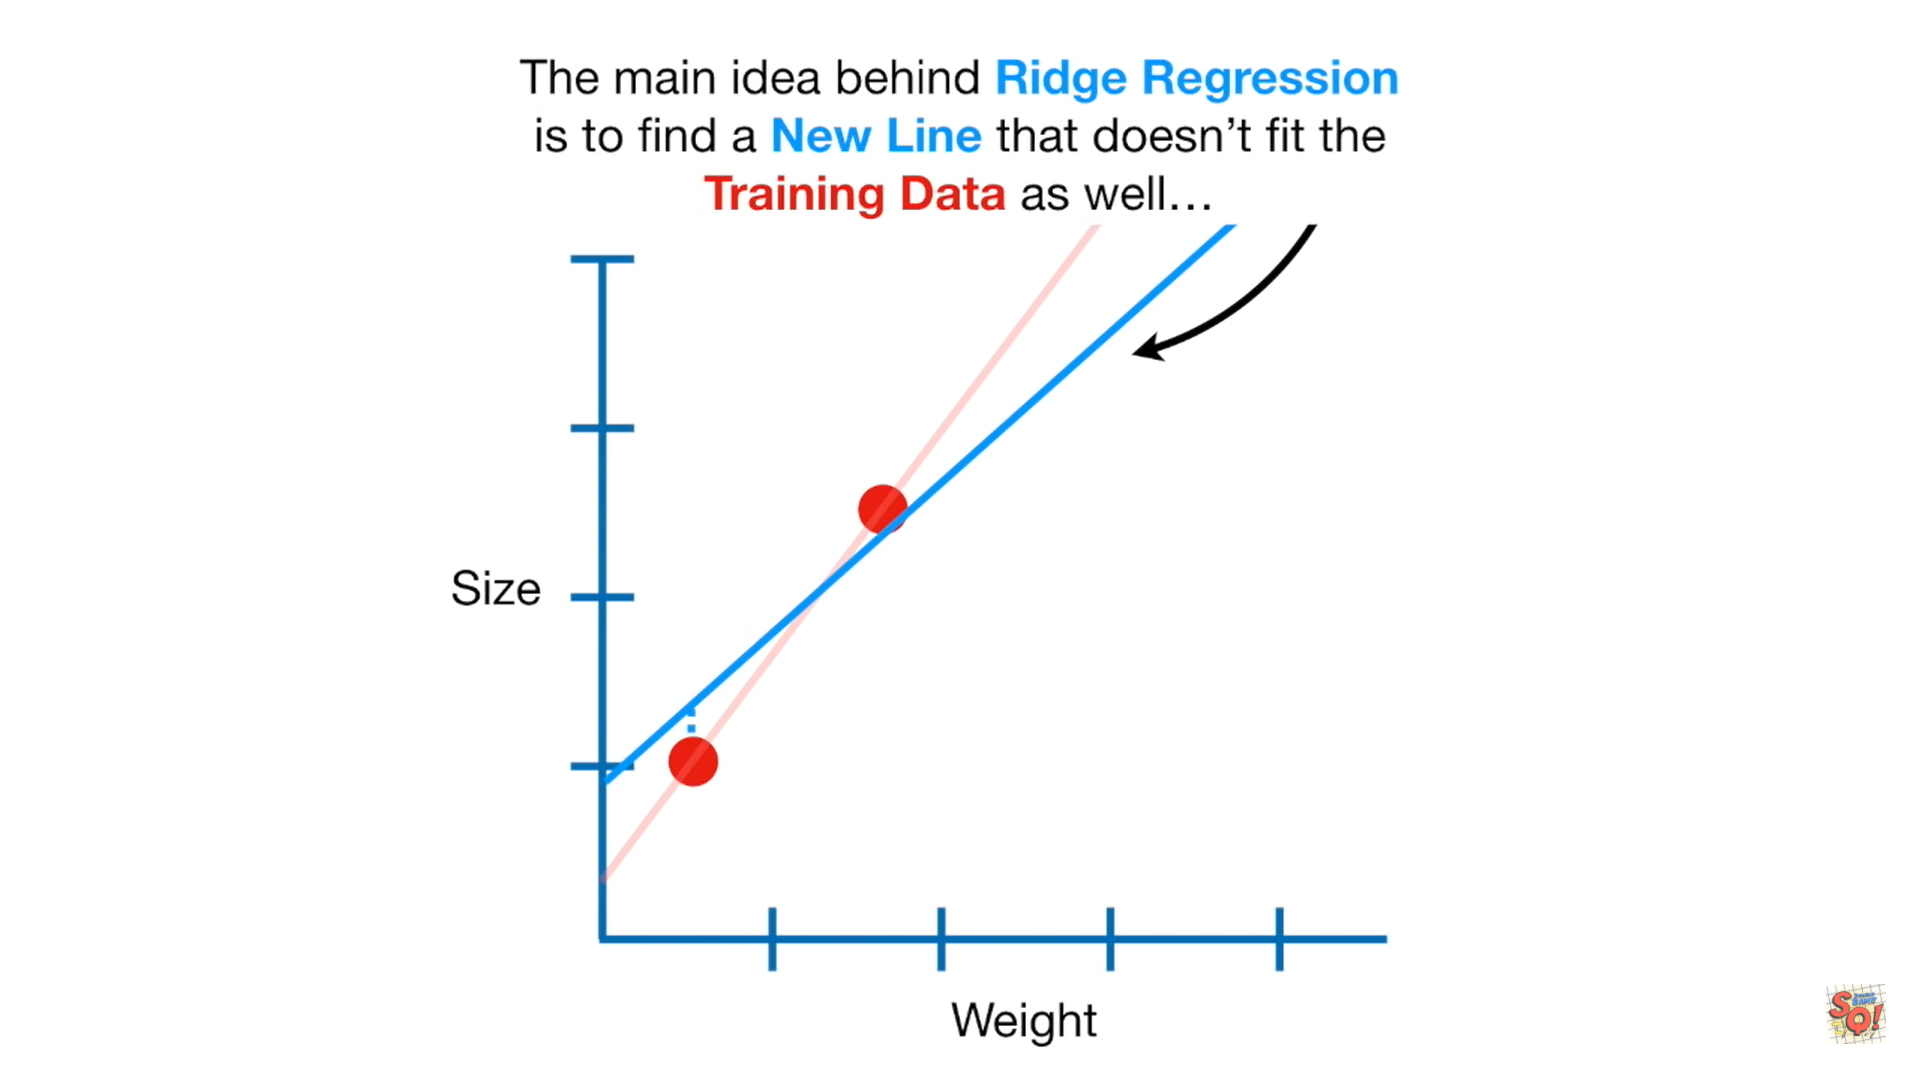 The main idea behind Ridge Regression
is to find a New Line that doesn’t fit the
Training Data as well…
Size
Weight
SQ!